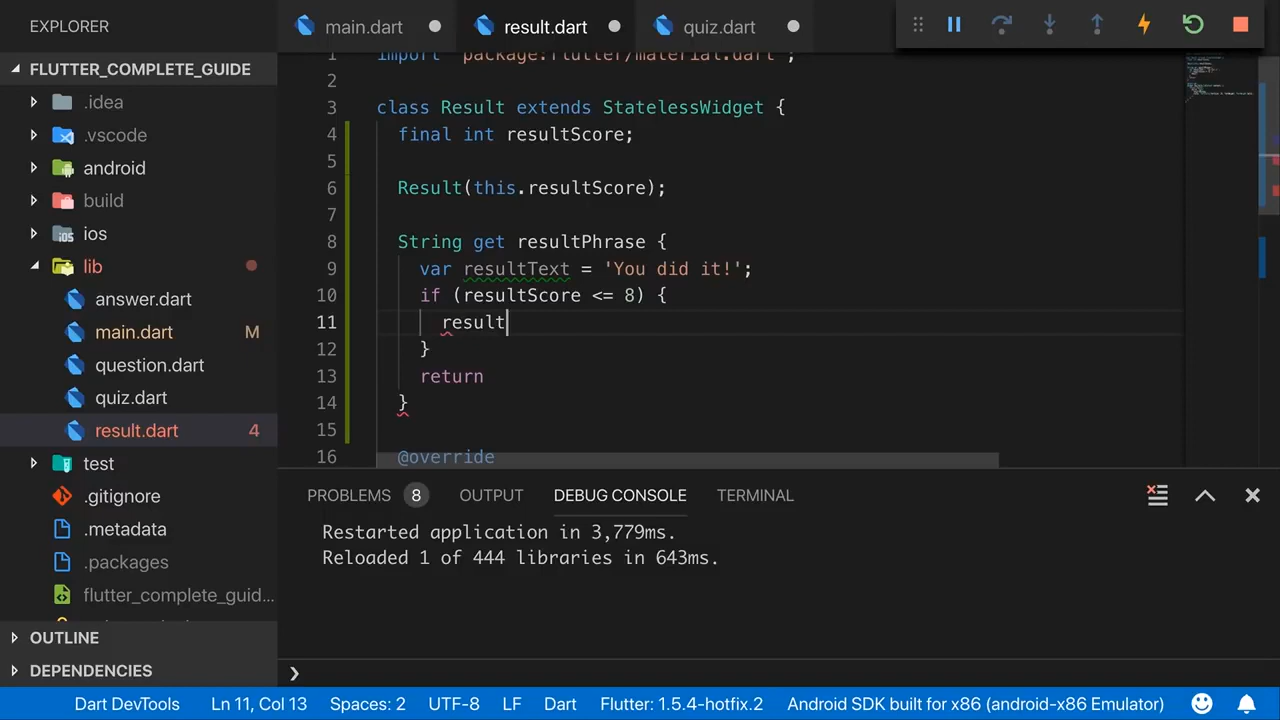 EXPLORER
main.dart
result.dart
quiz.dart
FLUTTER_COMPLETE_GUIDE
.idea
.vscode
android
build
ios
lib
answer.dart
main.dart M
question.dart
quiz.dart
result.dart 4
test
.gitignore
.metadata
.packages
flutter_complete_guid...
OUTLINE
DEPENDENCIES
1 import 'package:flutter/material.dart';
2
3 class Result extends StatelessWidget {
4 final int resultScore;
5
6 Result(this.resultScore);
7
8 String get resultPhrase {
9 var resultText = 'You did it!';
10 if (resultScore <= 8) {
11 result
12 }
13 return
14 }
15
16 @override
PROBLEMS 8 OUTPUT DEBUG CONSOLE TERMINAL
Restarted application in 3,779ms.
Reloaded 1 of 444 libraries in 643ms.
Dart DevTools Ln 11, Col 13 Spaces: 2 UTF-8 LF Dart Flutter: 1.5.4-hotfix.2 Android SDK built for x86 (android-x86 Emulator)